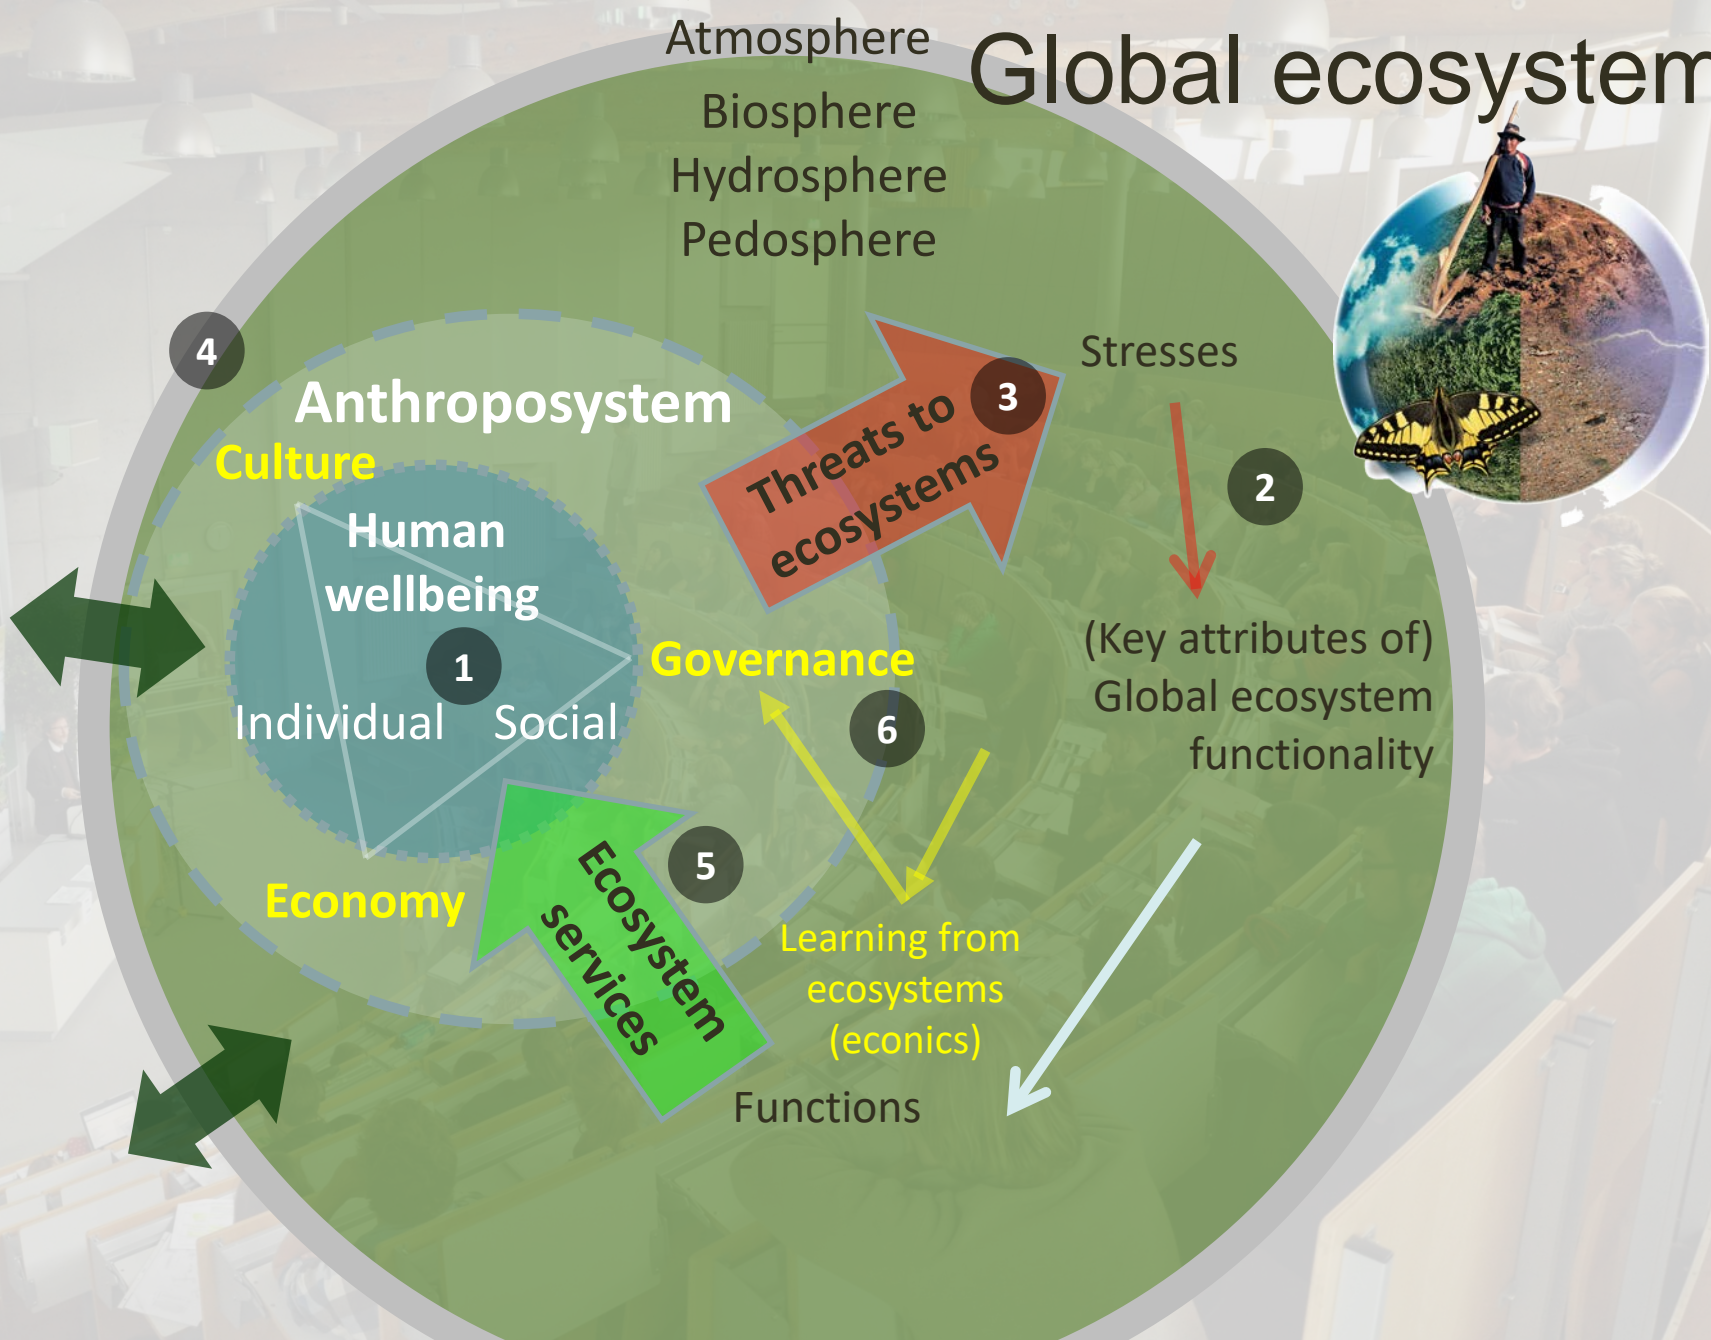 Atmosphere
Global ecosystem
Biosphere
Hydrosphere
Pedosphere
4
Anthroposystem
Culture
Human
wellbeing
1
Individual Social
Economy
Governance
Threats to
ecosystems
3
Stresses
2
(Key attributes of)
Global ecosystem
functionality
6
5
Ecosystem
services
Learning from
ecosystems
(econics)
Functions